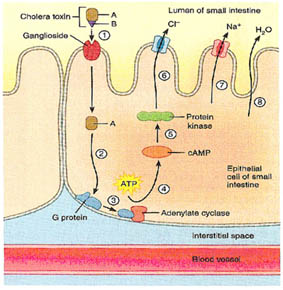 Cholera toxin
A
B
Lumen of small intestine
Cl⁻
Na⁺
H₂O
Ganglioside
1
6
7
8
Protein
kinase
A
5
cAMP
2
ATP
4
Epithelial
cell of small
intestine
G protein
3
Adenylate cyclase
Interstitial space
Blood vessel